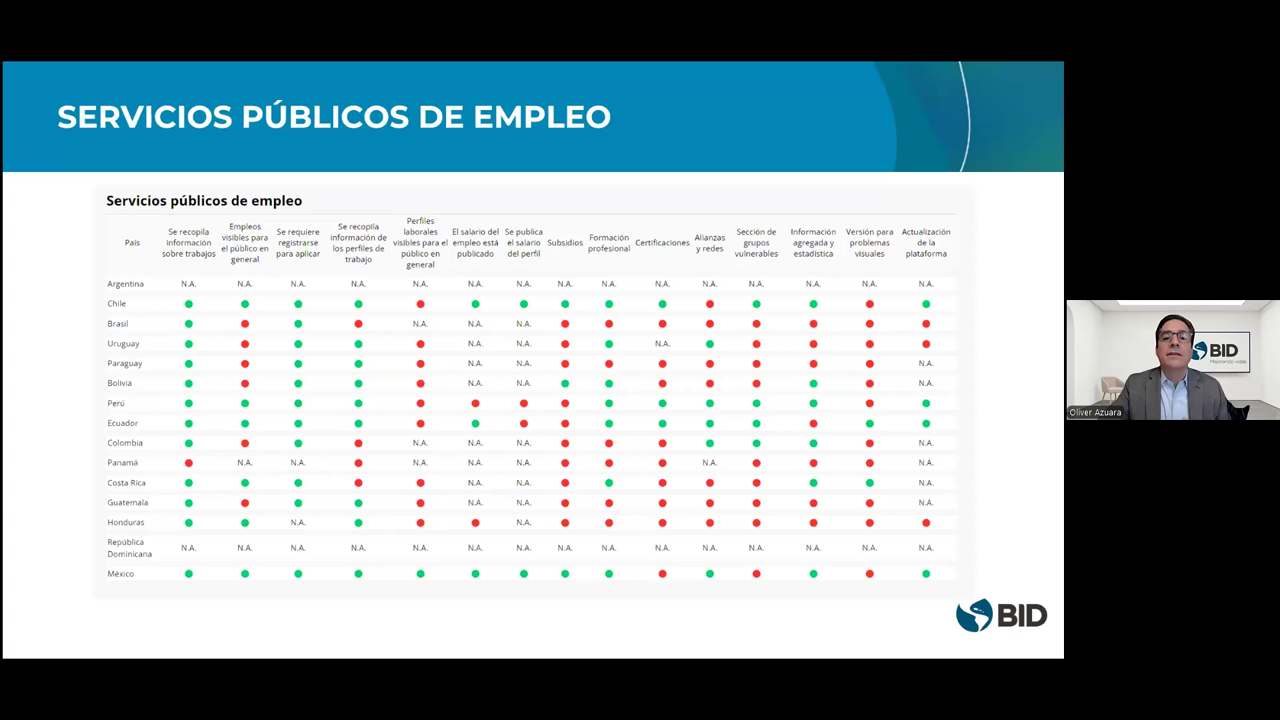 SERVICIOS PÚBLICOS DE EMPLEO
Servicios públicos de empleo
País
Se recopila
información
sobre trabajos
Empleos
visibles para
el público en
general
Se requiere
registrarse
para aplicar
Se recopila
información de
los perfiles de
trabajo
Perfiles
laborales
visibles para el
público en
general
El salario del
empleo está
publicado
Se publica
el salario
del perfil
Subsidios
Formación
profesional
Certificaciones
Alianzas
y redes
Sección de
grupos
vulnerables
Información
agregada y
estadística
Versión para
problemas
visuales
Actualización
de la
plataforma
Argentina N.A. N.A. N.A. N.A. N.A. N.A. N.A. N.A. N.A. N.A. N.A. N.A. N.A. N.A. N.A.
Chile
Brasil N.A. N.A. N.A.
Uruguay N.A. N.A. N.A.
Paraguay N.A. N.A. N.A.
Bolivia N.A. N.A. N.A.
Perú
Ecuador
Colombia N.A. N.A. N.A. N.A.
Panamá N.A. N.A. N.A. N.A. N.A. N.A. N.A.
Costa Rica N.A. N.A. N.A.
Guatemala N.A. N.A. N.A.
Honduras N.A. N.A.
República
Dominicana
N.A. N.A. N.A. N.A. N.A. N.A. N.A. N.A. N.A. N.A. N.A. N.A. N.A. N.A. N.A.
México
BID
BID
Mejorando vidas
Oliver Azuara